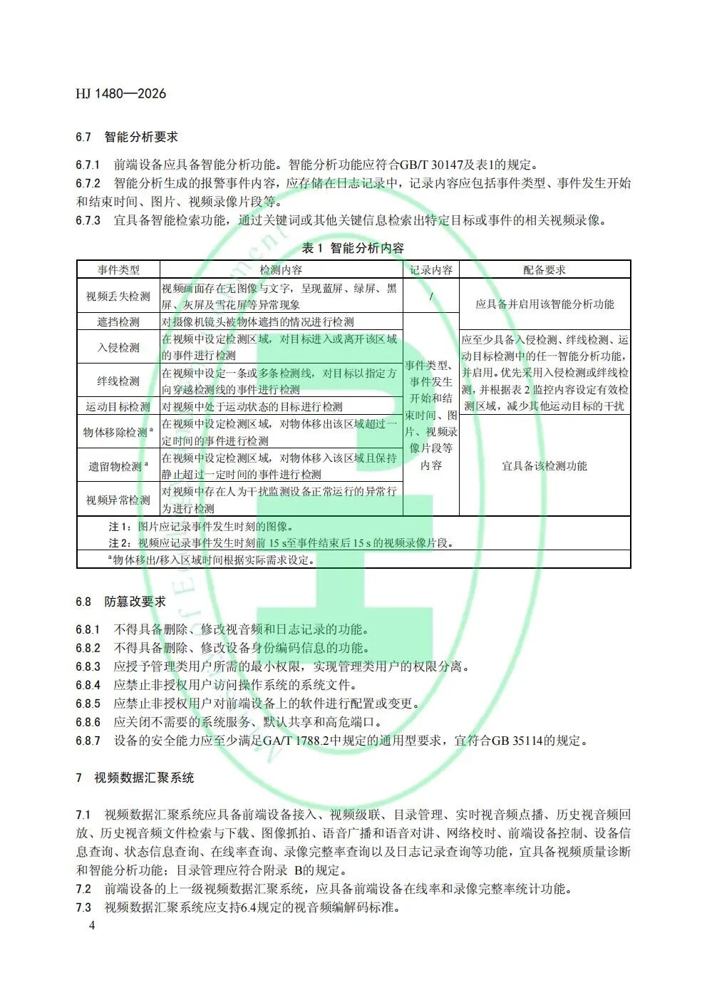 HJ 1480—2026
6.7 智能分析要求
6.7.1 前端设备应具备智能分析功能。智能分析功能应符合GB/T 30147及表1的规定。
6.7.2 智能分析生成的报警事件内容，应存储在日志记录中，记录内容应包括事件类型、事件发生开始
和结束时间、图片、视频录像片段等。
6.7.3 宜具备智能检索功能，通过关键词或其他关键信息检索出特定目标或事件的相关视频录像。
表 1 智能分析内容
事件类型 检测内容 记录内容 配备要求
视频丢失检测
视频画面存在无图像与文字，呈现蓝屏、绿屏、黑
屏、灰屏及雪花屏等异常现象
/
应具备并启用该智能分析功能
遮挡检测 对摄像机镜头被物体遮挡的情况进行检测
入侵检测
在视频中设定检测区域，对目标进入或离开该区域
的事件进行检测
绊线检测
在视频中设定一条或多条检测线，对目标以指定方
向穿越检测线的事件进行检测
运动目标检测 对视频中处于运动状态的目标进行检测
物体移除检测 a
在视频中设定检测区域，对物体移出该区域超过一
定时间的事件进行检测
遗留物检测 a
在视频中设定检测区域，对物体移入该区域且保持
静止超过一定时间的事件进行检测
视频异常检测
对视频中存在人为干扰监测设备正常运行的异常行
为进行检测
事件类型、
事件发生
开始和结
束时间、图
片、视频录
像片段等
内容
应至少具备入侵检测、绊线检测、运
动目标检测中的任一智能分析功能，
并启用。优先采用入侵检测或绊线检
测，并根据表 2 监控内容设定有效检
测区域，减少其他运动目标的干扰
宜具备该检测功能
注 1：图片应记录事件发生时刻的图像。
注 2：视频应记录事件发生时刻前 15 s至事件结束后 15 s 的视频录像片段。
a 物体移出/移入区域时间根据实际需求设定。
6.8 防篡改要求
6.8.1 不得具备删除、修改视音频和日志记录的功能。
6.8.2 不得具备删除、修改设备身份编码信息的功能。
6.8.3 应授予管理类用户所需的最小权限，实现管理类用户的权限分离。
6.8.4 应禁止非授权用户访问操作系统的系统文件。
6.8.5 应禁止非授权用户对前端设备上的软件进行配置或变更。
6.8.6 应关闭不需要的系统服务、默认共享和高危端口。
6.8.7 设备的安全能力应至少满足GA/T 1788.2中规定的通用型要求，宜符合GB 35114的规定。
7 视频数据汇聚系统
7.1 视频数据汇聚系统应具备前端设备接入、视频级联、目录管理、实时视音频点播、历史视音频回
放、历史视音频文件检索与下载、图像抓拍、语音广播和语音对讲、网络校时、前端设备控制、设备信
息查询、状态信息查询、在线率查询、录像完整率查询以及日志记录查询等功能，宜具备视频质量诊断
和智能分析功能；目录管理应符合附录 B的规定。
7.2 前端设备的上一级视频数据汇聚系统，应具备前端设备在线率和录像完整率统计功能。
7.3 视频数据汇聚系统应支持6.4规定的视音频编解码标准。
4